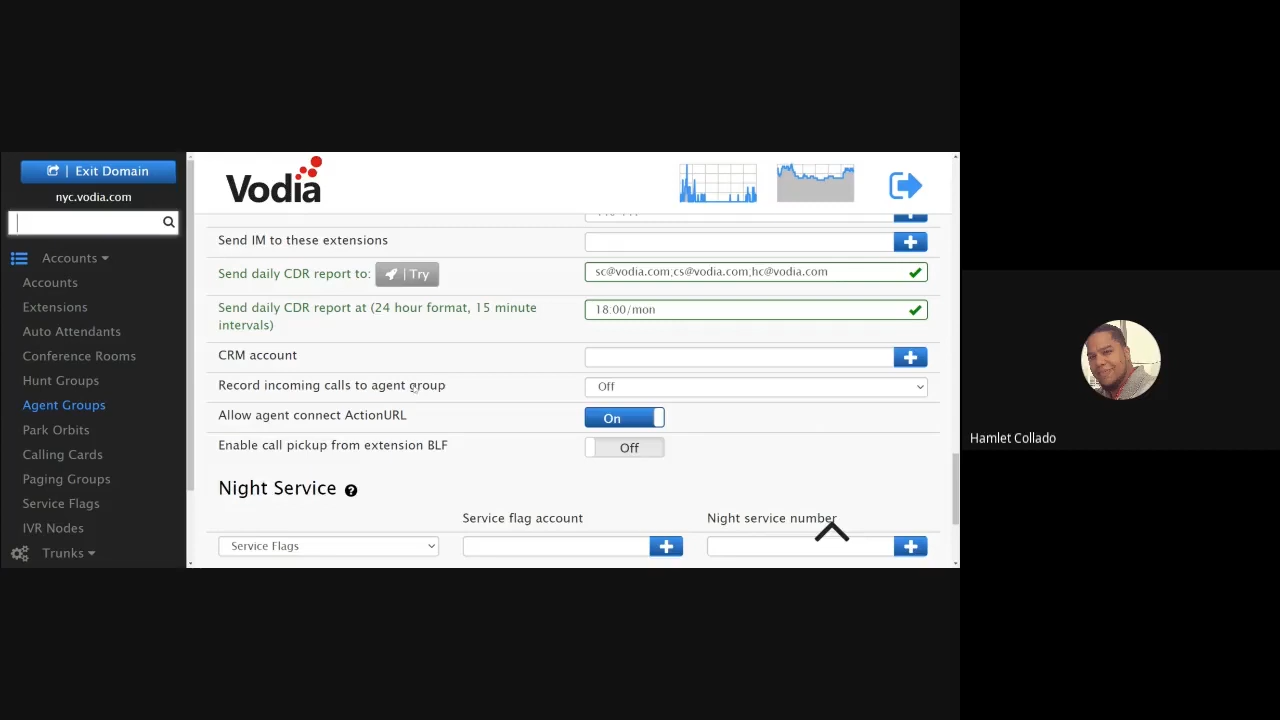 | Exit Domain
nyc.vodia.com
Accounts
Accounts
Extensions
Auto Attendants
Conference Rooms
Hunt Groups
Agent Groups
Park Orbits
Calling Cards
Paging Groups
Service Flags
IVR Nodes
Trunks
Vodia
Send IM to these extensions
Send daily CDR report to: | Try sc@vodia.com;cs@vodia.com;hc@vodia.com
Send daily CDR report at (24 hour format, 15 minute
intervals)
18:00/mon
CRM account
Record incoming calls to agent group Off
Allow agent connect ActionURL On
Enable call pickup from extension BLF Off
Night Service ?
Service flag account Night service number
Service Flags
Hamlet Collado